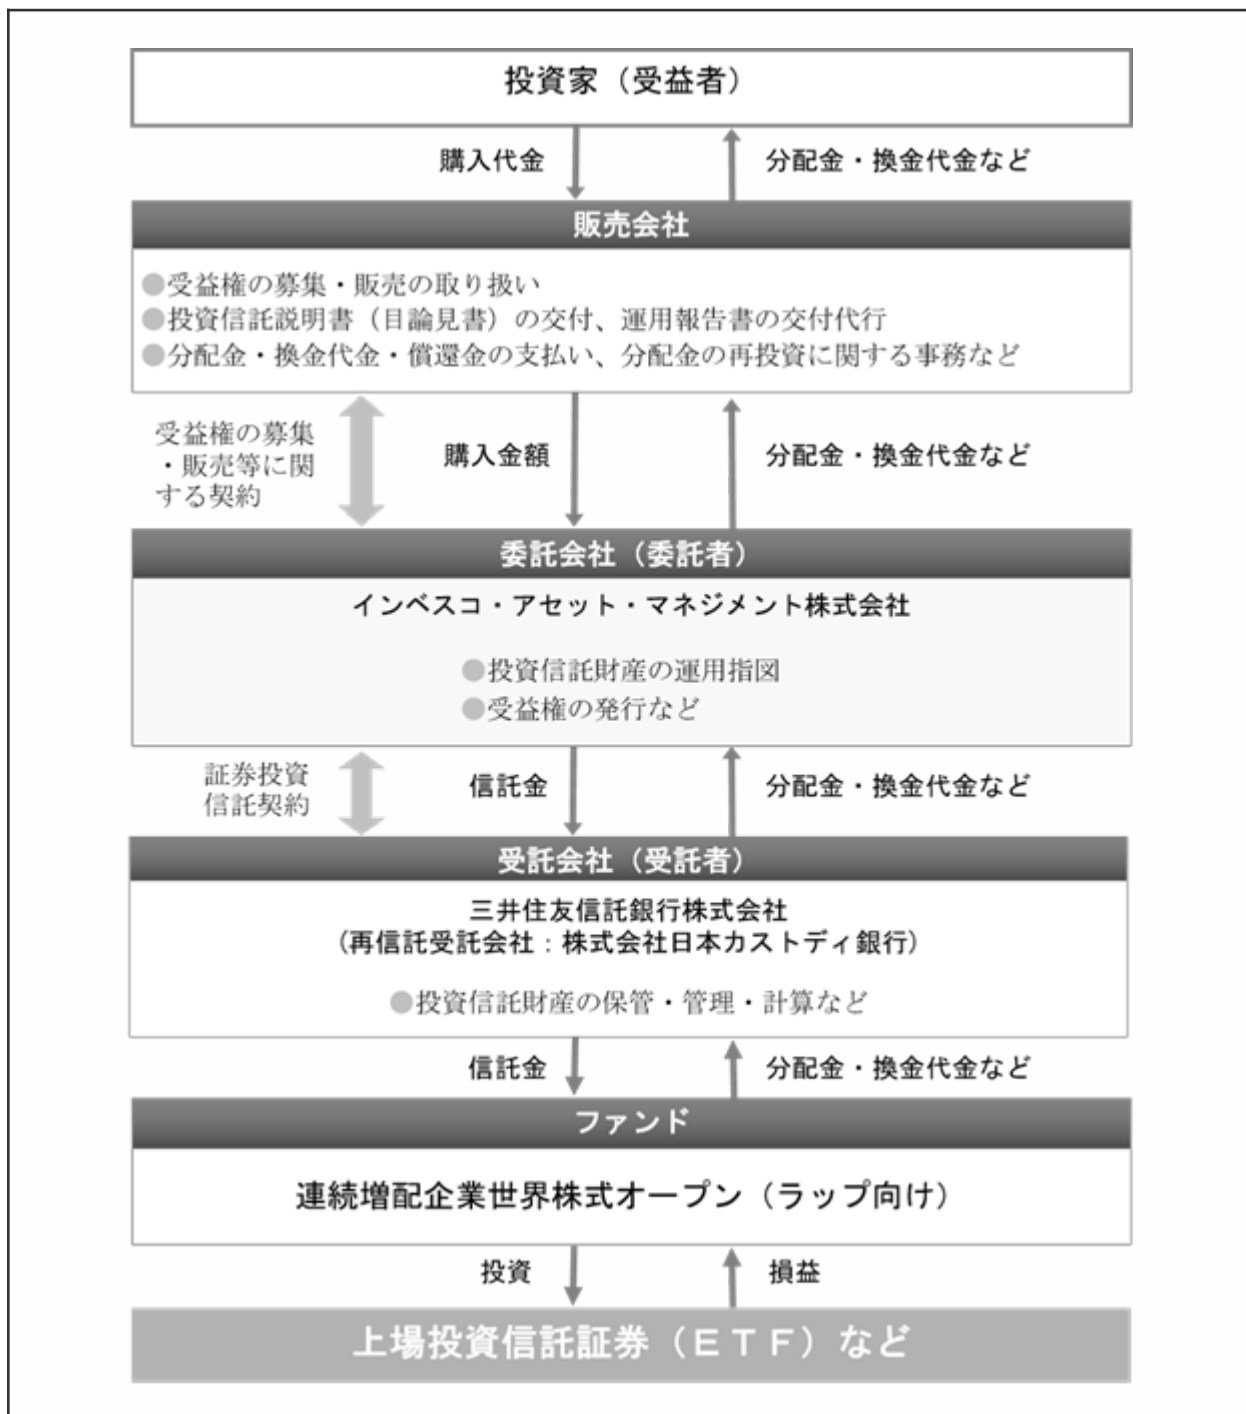 投資家（受益者）
購入代金
分配金・換金代金など
販売会社
●受益権の募集・販売の取り扱い
●投資信託説明書（目論見書）の交付、運用報告書の交付代行
●分配金・換金代金・償還金の支払い、分配金の再投資に関する事務など
受益権の募集
・販売等に関
する契約
購入金額
分配金・換金代金など
委託会社（委託者）
インベスコ・アセット・マネジメント株式会社
●投資信託財産の運用指図
●受益権の発行など
証券投資
信託契約
信託金
分配金・換金代金など
受託会社（受託者）
三井住友信託銀行株式会社
(再信託受託会社：株式会社日本カストディ銀行)
●投資信託財産の保管・管理・計算など
信託金
分配金・換金代金など
ファンド
連続増配企業世界株式オープン（ラップ向け）
投資
損益
上場投資信託証券（ＥＴＦ）など